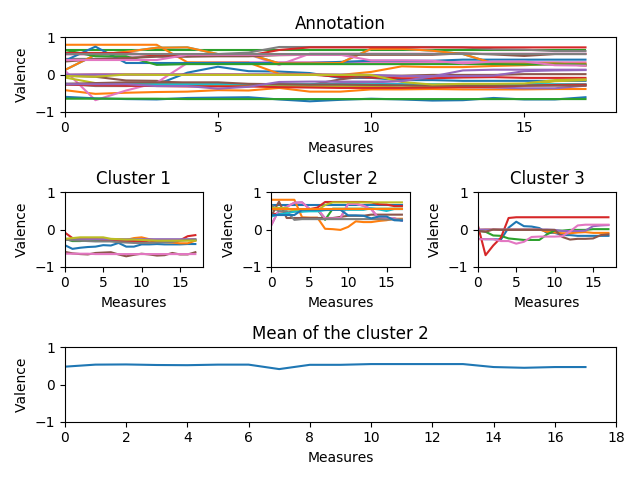 Annotation
Valence
1
0
−1
0 5 10 15
Measures
Cluster 1 Cluster 2 Cluster 3
Valence Valence Valence
1 1 1
0 0 0
−1 −1 −1
0 5 10 15 0 5 10 15 0 5 10 15
Measures Measures Measures
Mean of the cluster 2
Valence
1
0
−1
0 2 4 6 8 10 12 14 16 18
Measures